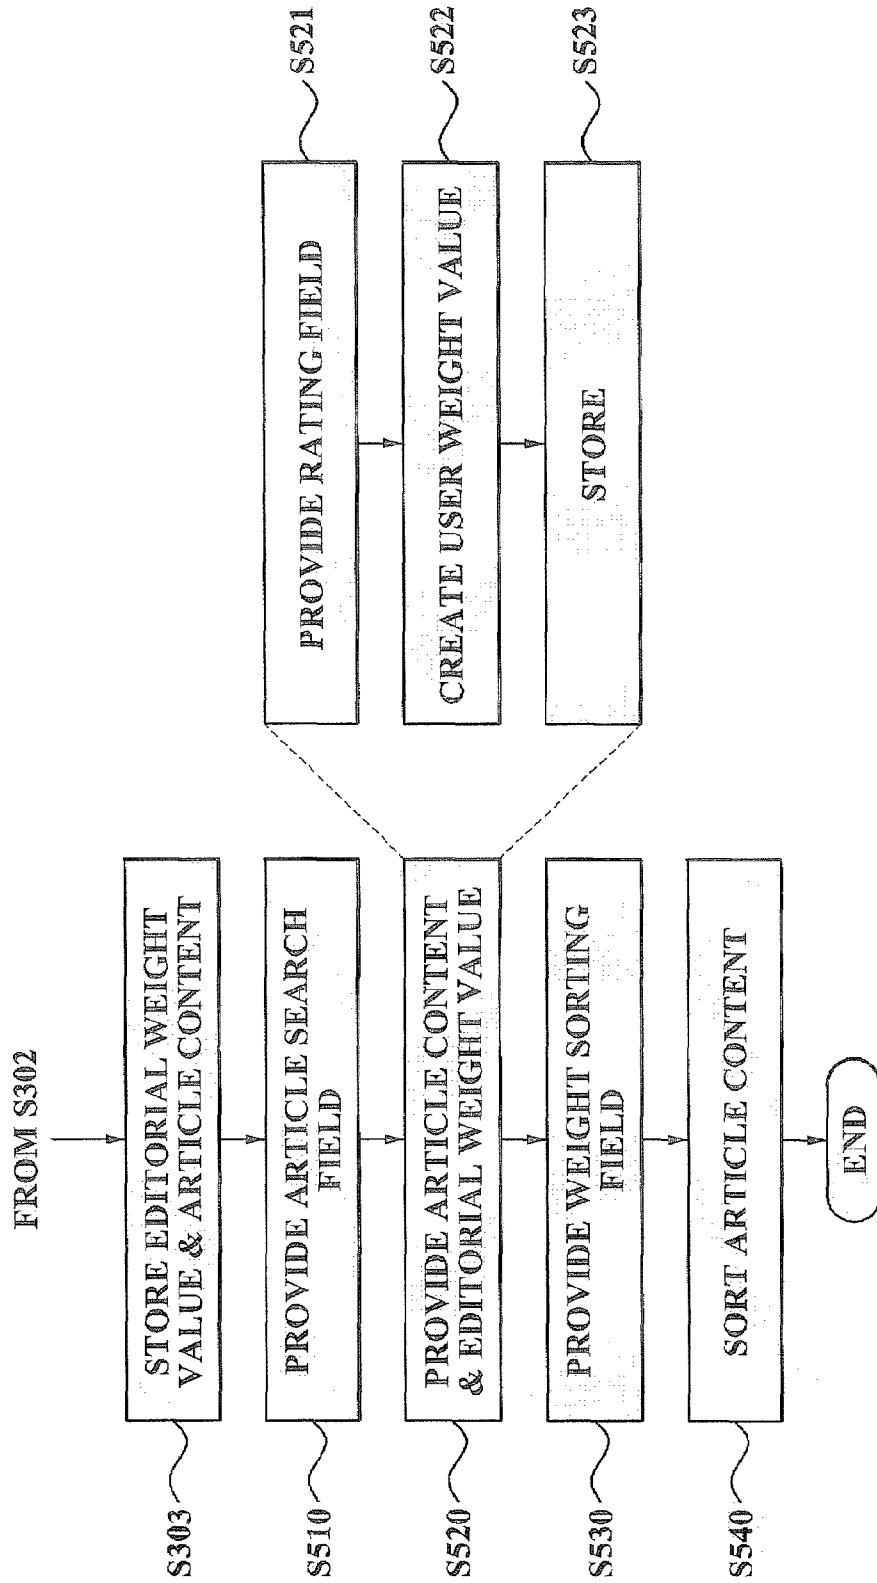 FROM S302
S303
STORE EDITORIAL WEIGHT
VALUE & ARTICLE CONTENT
S510
PROVIDE ARTICLE SEARCH
FIELD
S520
PROVIDE ARTICLE CONTENT
& EDITORIAL WEIGHT VALUE
S530
PROVIDE WEIGHT SORTING
FIELD
S540
SORT ARTICLE CONTENT
END
PROVIDE RATING FIELD
S521
CREATE USER WEIGHT VALUE
S522
STORE
S523